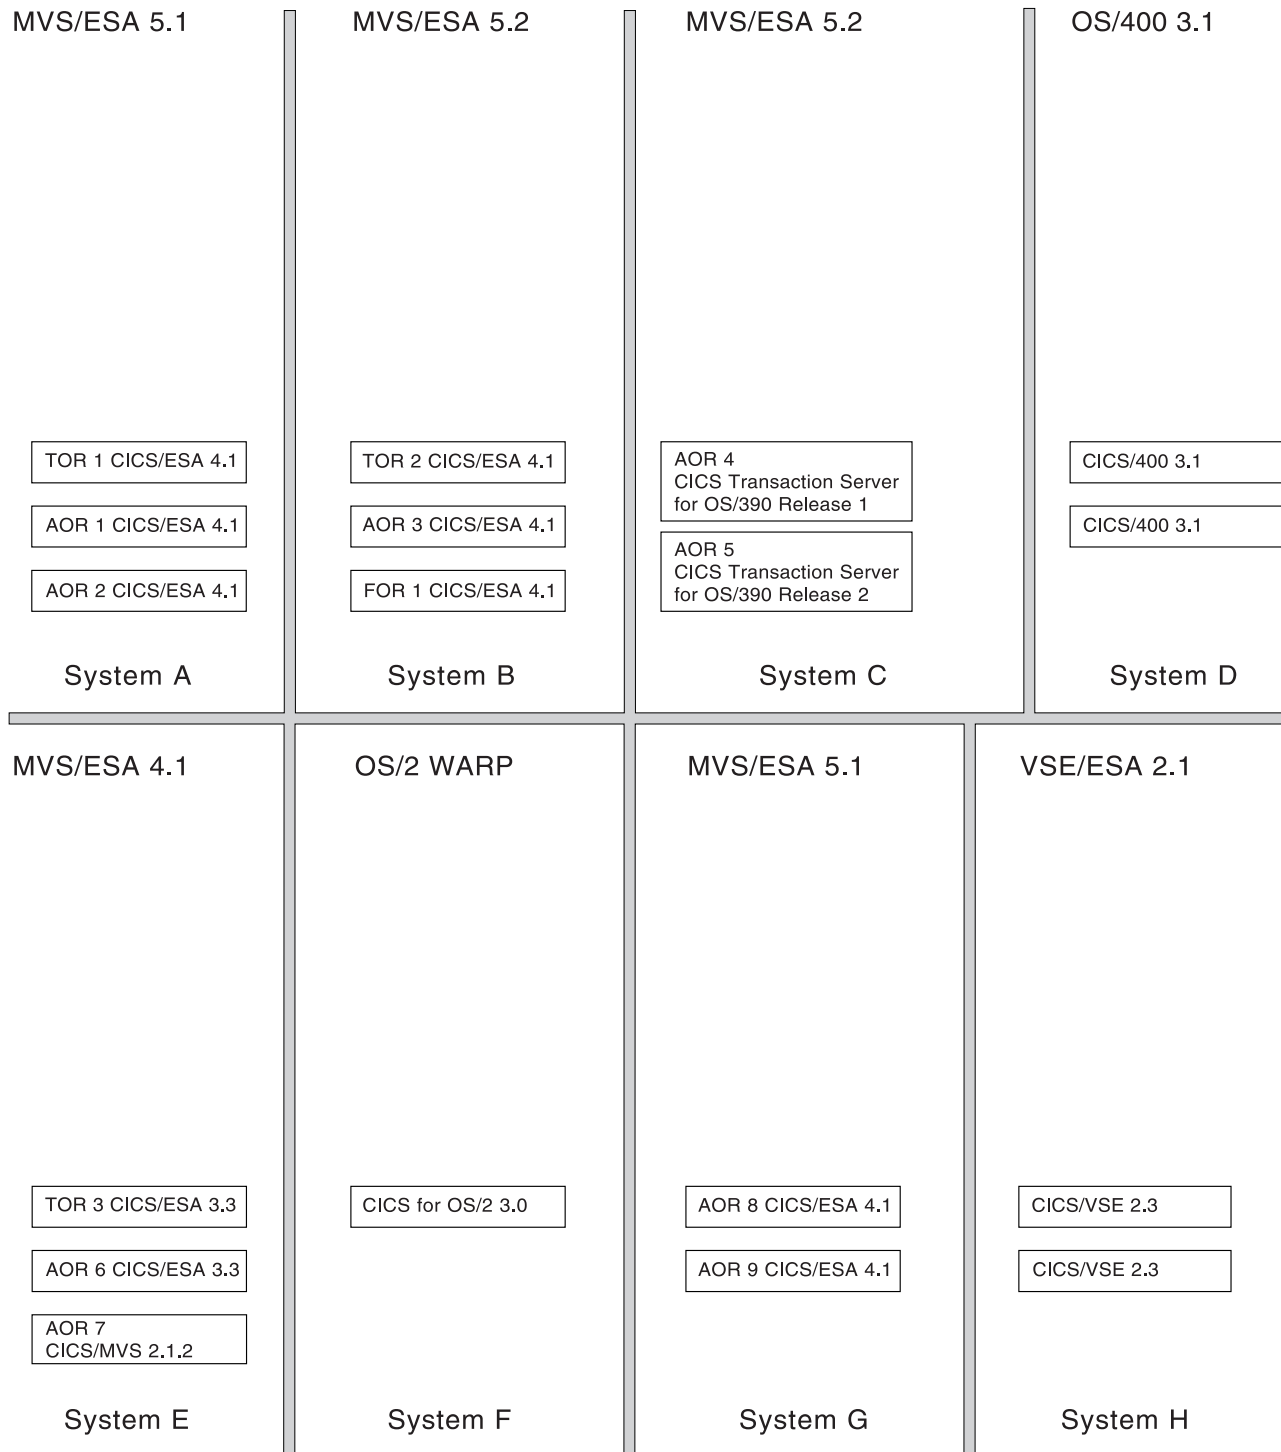 MVS/ESA 5.1
MVS/ESA 5.2
MVS/ESA 5.2
OS/400 3.1
TOR 1 CICS/ESA 4.1
AOR 1 CICS/ESA 4.1
AOR 2 CICS/ESA 4.1
System A
TOR 2 CICS/ESA 4.1
AOR 3 CICS/ESA 4.1
FOR 1 CICS/ESA 4.1
System B
AOR 4
CICS Transaction Server
for OS/390 Release 1
AOR 5
CICS Transaction Server
for OS/390 Release 2
System C
CICS/400 3.1
CICS/400 3.1
System D
MVS/ESA 4.1
OS/2 WARP
MVS/ESA 5.1
VSE/ESA 2.1
TOR 3 CICS/ESA 3.3
AOR 6 CICS/ESA 3.3
AOR 7
CICS/MVS 2.1.2
System E
CICS for OS/2 3.0
System F
AOR 8 CICS/ESA 4.1
AOR 9 CICS/ESA 4.1
System G
CICS/VSE 2.3
CICS/VSE 2.3
System H